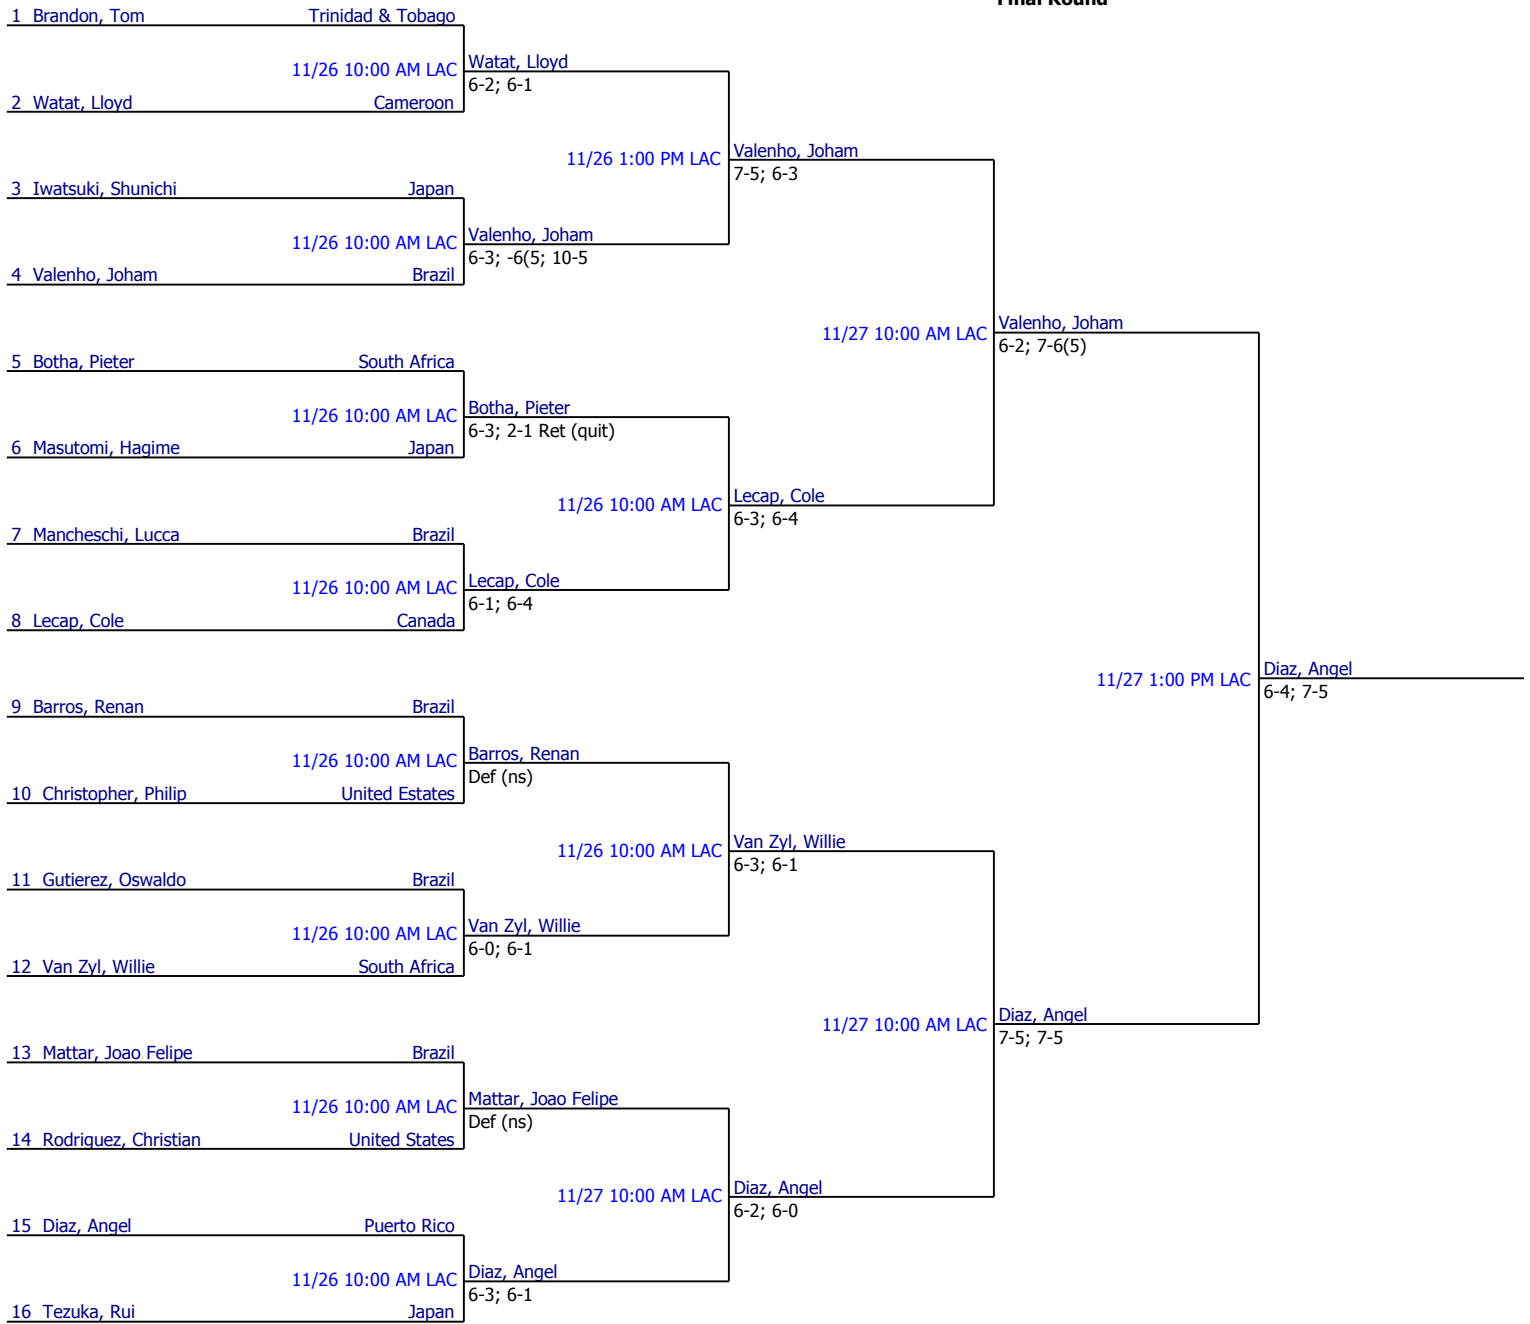 Final Round
1 Brandon, Tom Trinidad & Tobago
11/26 10:00 AM LAC
Watat, Lloyd
6-2; 6-1
2 Watat, Lloyd Cameroon
11/26 1:00 PM LAC
Valenho, Joham
7-5; 6-3
3 Iwatsuki, Shunichi Japan
11/26 10:00 AM LAC
Valenho, Joham
6-3; -6(5; 10-5
4 Valenho, Joham Brazil
11/27 10:00 AM LAC
Valenho, Joham
6-2; 7-6(5)
5 Botha, Pieter South Africa
11/26 10:00 AM LAC
Botha, Pieter
6-3; 2-1 Ret (quit)
6 Masutomi, Hagime Japan
11/26 10:00 AM LAC
Lecap, Cole
6-3; 6-4
7 Mancheschi, Lucca Brazil
11/26 10:00 AM LAC
Lecap, Cole
6-1; 6-4
8 Lecap, Cole Canada
11/27 1:00 PM LAC
Diaz, Angel
6-4; 7-5
9 Barros, Renan Brazil
11/26 10:00 AM LAC
Barros, Renan
Def (ns)
10 Christopher, Philip United Estates
11/26 10:00 AM LAC
Van Zyl, Willie
6-3; 6-1
11 Gutierez, Oswaldo Brazil
11/26 10:00 AM LAC
Van Zyl, Willie
6-0; 6-1
12 Van Zyl, Willie South Africa
11/27 10:00 AM LAC
Diaz, Angel
7-5; 7-5
13 Mattar, Joao Felipe Brazil
11/26 10:00 AM LAC
Mattar, Joao Felipe
Def (ns)
14 Rodriguez, Christian United States
11/27 10:00 AM LAC
Diaz, Angel
6-2; 6-0
15 Diaz, Angel Puerto Rico
11/26 10:00 AM LAC
Diaz, Angel
6-3; 6-1
16 Tezuka, Rui Japan